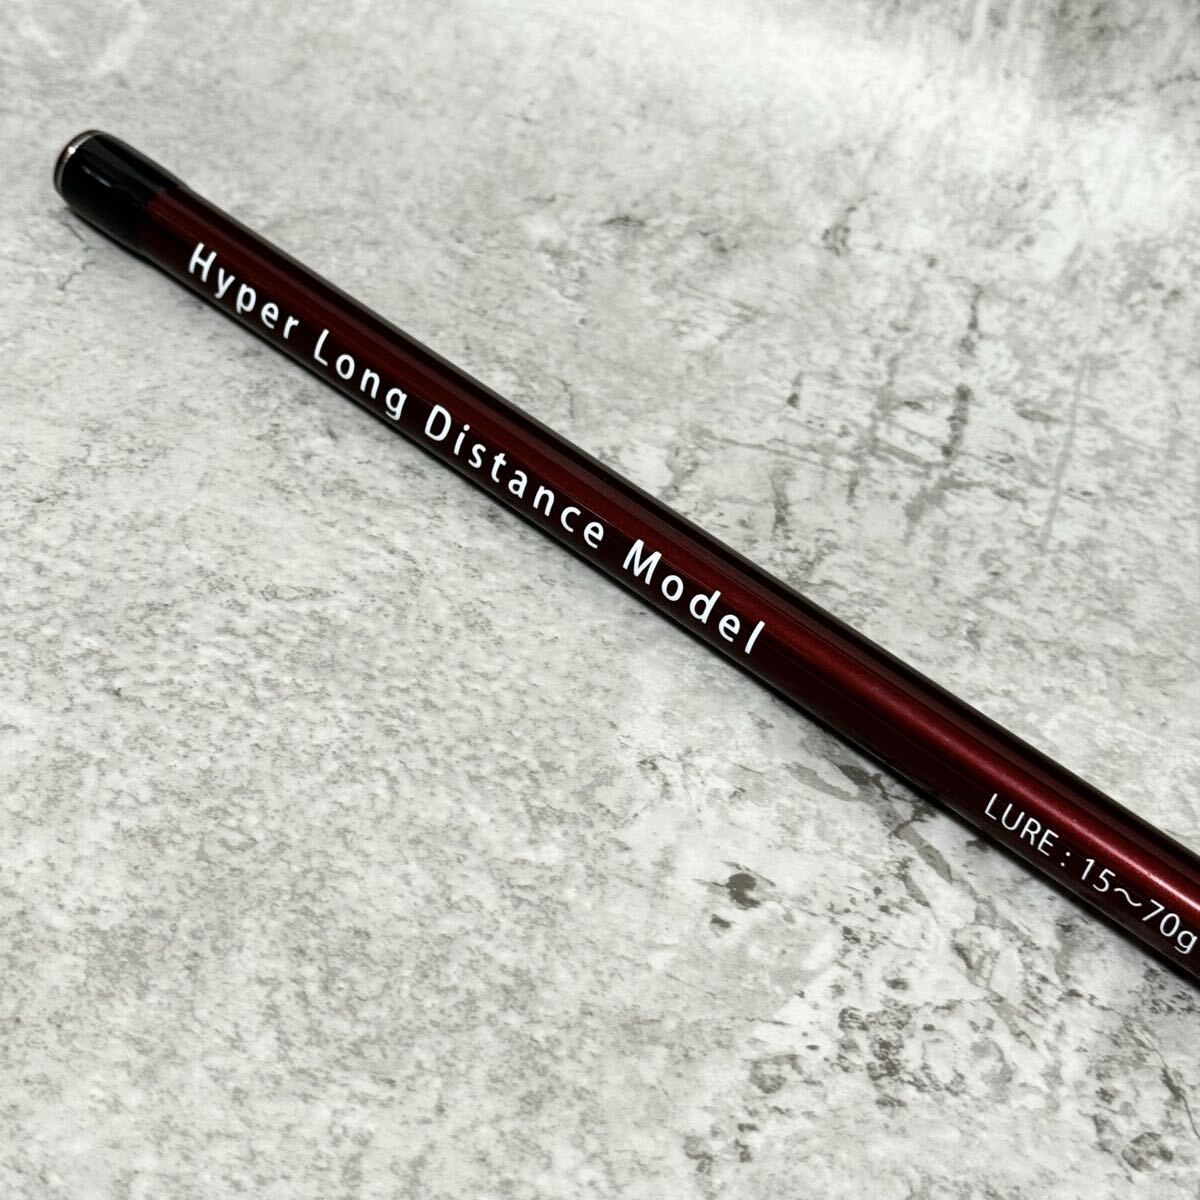 Hyper Long Distance Model
LURE : 15～70g